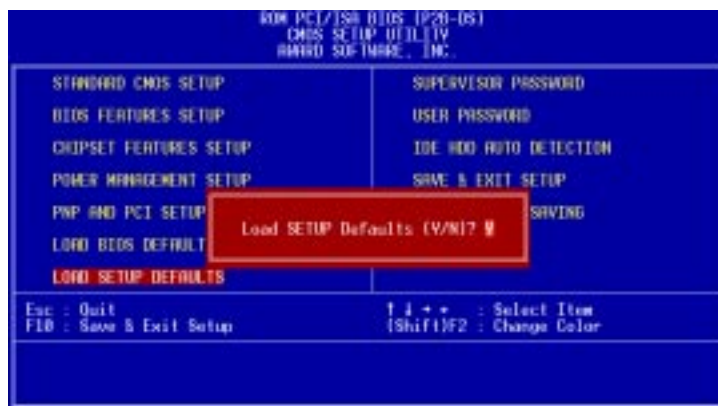 ROM PCI/ISA BIOS (P2B-DS)
CMOS SETUP UTILITY
AWARD SOFTWARE, INC.
STANDARD CMOS SETUP
BIOS FEATURES SETUP
CHIPSET FEATURES SETUP
POWER MANAGEMENT SETUP
PNP AND PCI SETUP
LOAD BIOS DEFAULT
LOAD SETUP DEFAULTS
SUPERVISOR PASSWORD
USER PASSWORD
IDE HDD AUTO DETECTION
SAVE & EXIT SETUP
SAVING
Load SETUP Defaults (Y/N)?
Esc : Quit
F10 : Save & Exit Setup
↑ ↓ → ← : Select Item
(Shift)F2 : Change Color